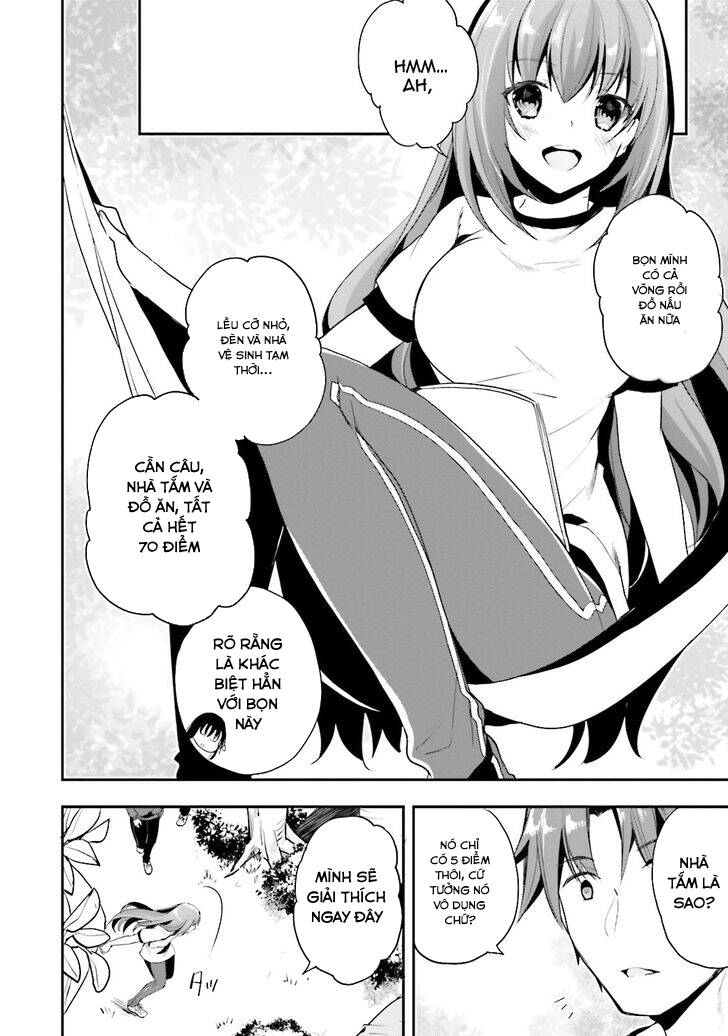 HMM...
AH,
BỌN MÌNH
CÓ CẢ
VÕNG RỒI
ĐỒ NẤU
ĂN NỮA
LỀU CỠ NHỎ,
ĐÈN VÀ NHÀ
VỆ SINH TẠM
THỜI...
CẦN CÂU,
NHÀ TẮM VÀ
ĐỒ ĂN, TẤT
CẢ HẾT
70 ĐIỂM
RÕ RẰNG
LÀ KHÁC
BIỆT HẲN
VỚI BỌN
NÀY
NHÀ
TẮM LÀ
SAO?
NÓ CHỈ
CÓ 5 ĐIỂM
THÔI, CỨ
TƯỞNG NÓ
VÔ DỤNG
CHỨ?
MÌNH SẼ
GIẢI THÍCH
NGAY ĐÂY
タッ